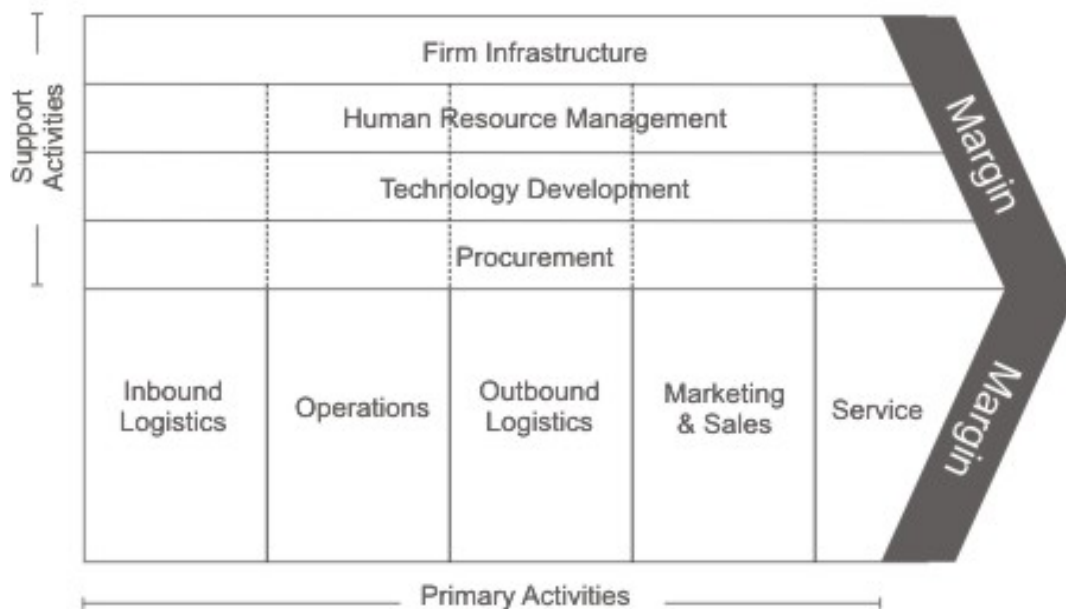 Support
Activities
Firm Infrastructure
Human Resource Management
Technology Development
Procurement
Margin
Inbound
Logistics
Operations
Outbound
Logistics
Marketing
& Sales
Service
Margin
Primary Activities